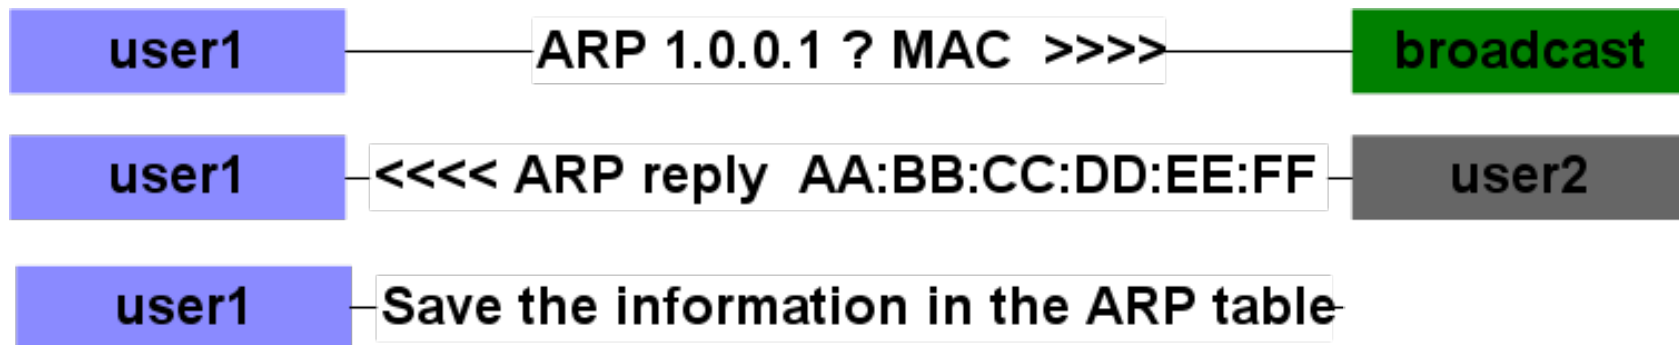 user1 ARP 1.0.0.1 ? MAC >>>> broadcast
user1 <<<< ARP reply AA:BB:CC:DD:EE:FF user2
user1 Save the information in the ARP table